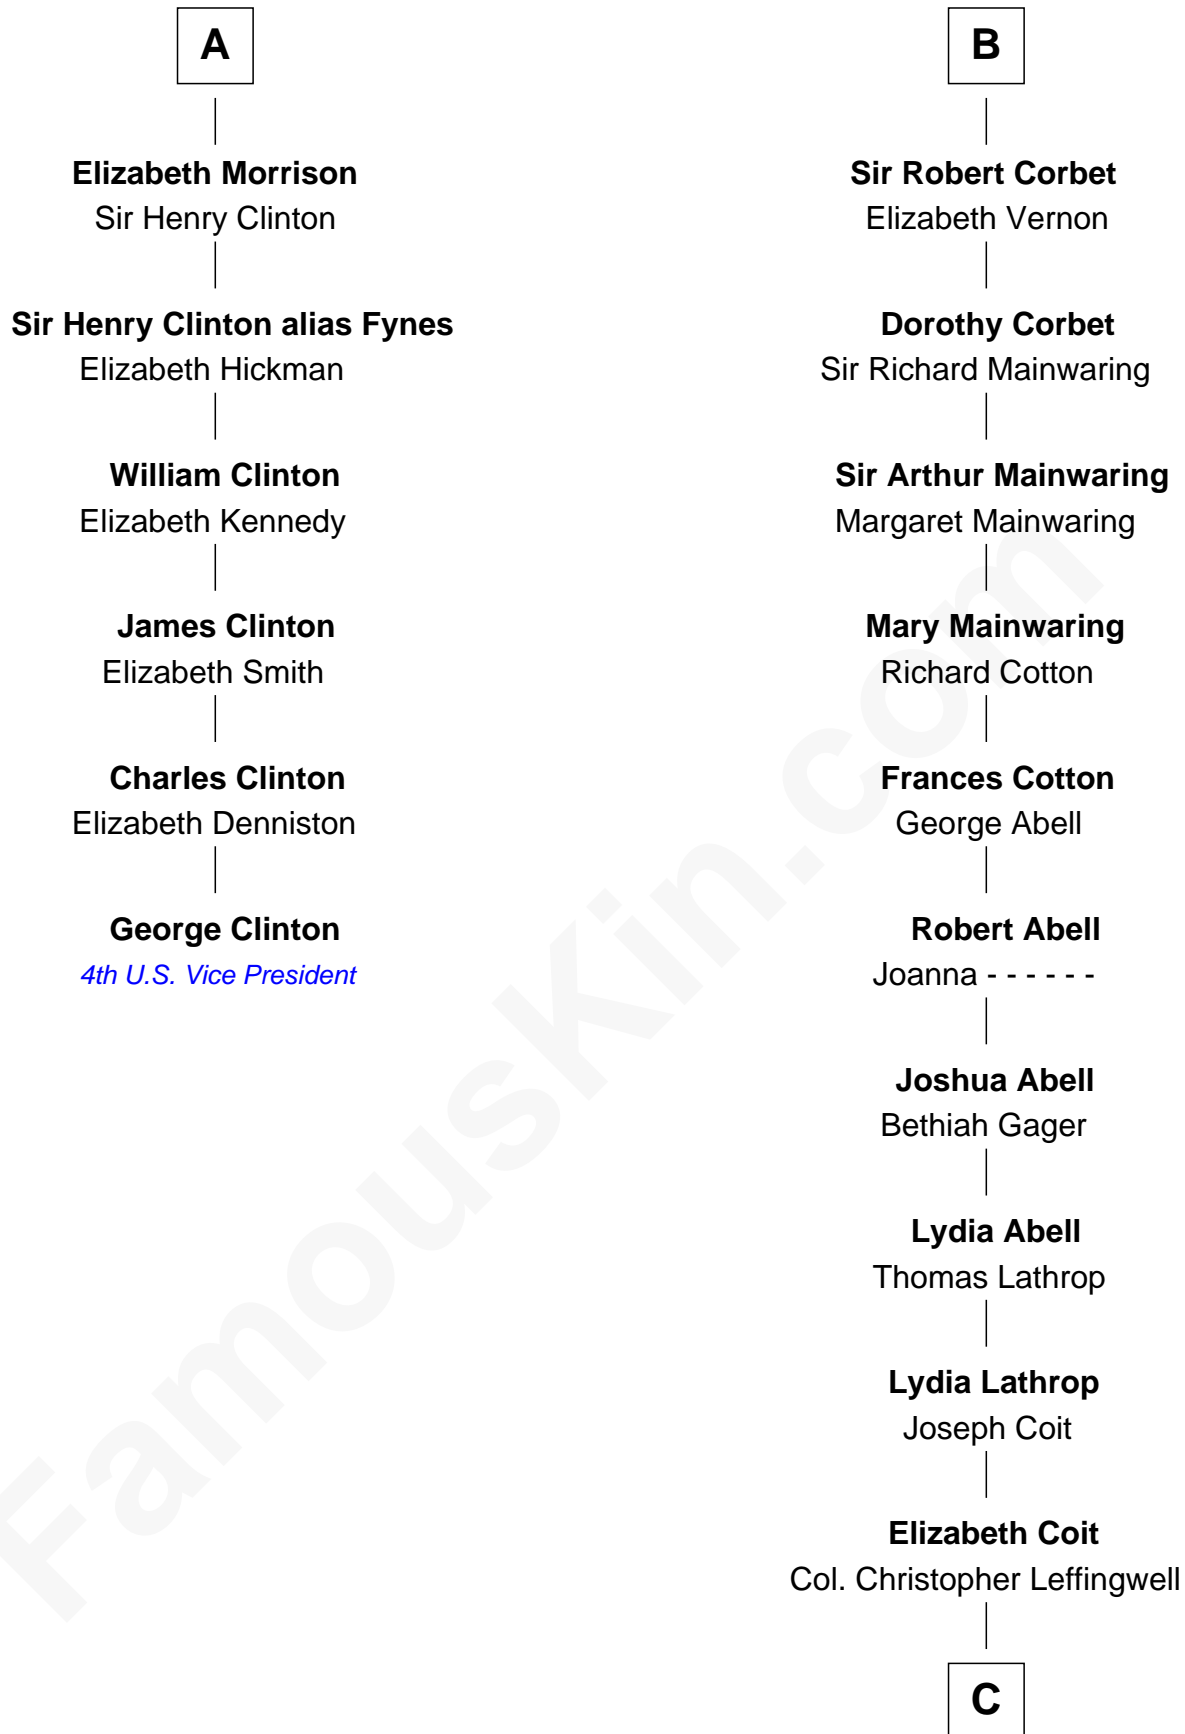 A
Elizabeth Morrison
Sir Henry Clinton
Sir Henry Clinton alias Fynes
Elizabeth Hickman
William Clinton
Elizabeth Kennedy
James Clinton
Elizabeth Smith
Charles Clinton
Elizabeth Denniston
George Clinton
4th U.S. Vice President
B
Sir Robert Corbet
Elizabeth Vernon
Dorothy Corbet
Sir Richard Mainwaring
Sir Arthur Mainwaring
Margaret Mainwaring
Mary Mainwaring
Richard Cotton
Frances Cotton
George Abell
Robert Abell
Joanna - - - - - -
Joshua Abell
Bethiah Gager
Lydia Abell
Thomas Lathrop
Lydia Lathrop
Joseph Coit
Elizabeth Coit
Col. Christopher Leffingwell
C
FamousKin.com